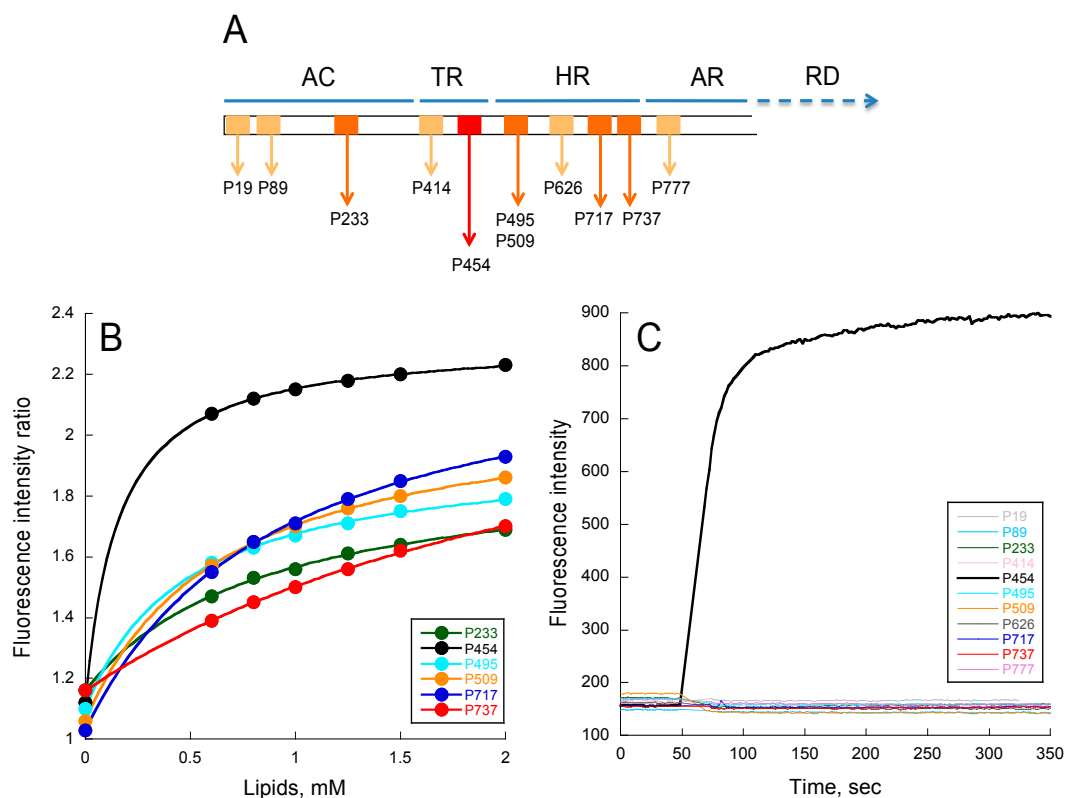 A
AC TR HR AR RD
P19 P89 P414 P626 P777
P233 P495 P717 P737
P509
P454
B
2.4
2.2
2
1.8
1.6
1.4
1.2
1
Fluorescence intensity ratio
0 0.5 1 1.5 2
Lipids, mM
P233
P454
P495
P509
P717
P737
C
900
800
700
600
500
400
300
200
100
Fluorescence intensity
0 50 100 150 200 250 300 350
Time, sec
P19
P89
P233
P414
P454
P495
P509
P626
P717
P737
P777